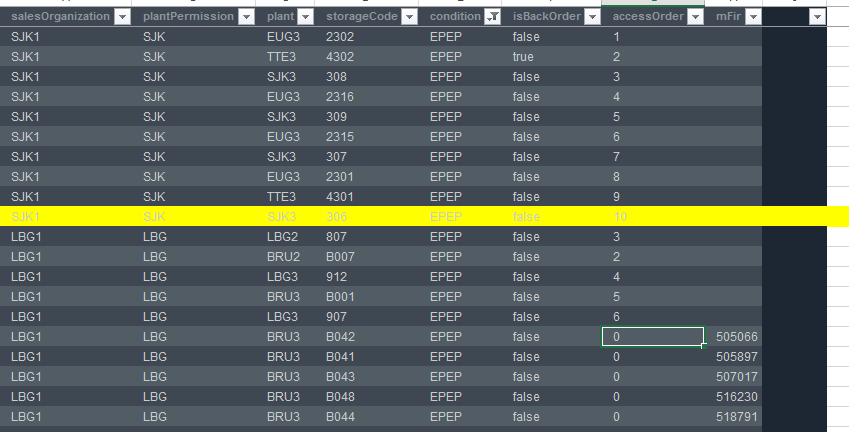 salesOrganization plantPermission plant storageCode condition isBackOrder accessOrder mFir
SJK1 SJK EUG3 2302 EPEP false 1
SJK1 SJK TTE3 4302 EPEP true 2
SJK1 SJK SJK3 308 EPEP false 3
SJK1 SJK EUG3 2316 EPEP false 4
SJK1 SJK SJK3 309 EPEP false 5
SJK1 SJK EUG3 2315 EPEP false 6
SJK1 SJK SJK3 307 EPEP false 7
SJK1 SJK EUG3 2301 EPEP false 8
SJK1 SJK TTE3 4301 EPEP false 9
SJK1 SJK SJK3 306 EPEP false 10
LBG1 LBG LBG2 807 EPEP false 3
LBG1 LBG BRU2 B007 EPEP false 2
LBG1 LBG LBG3 912 EPEP false 4
LBG1 LBG BRU3 B001 EPEP false 5
LBG1 LBG LBG3 907 EPEP false 6
LBG1 LBG BRU3 B042 EPEP false 0 505066
LBG1 LBG BRU3 B041 EPEP false 0 505897
LBG1 LBG BRU3 B043 EPEP false 0 507017
LBG1 LBG BRU3 B048 EPEP false 0 516230
LBG1 LBG BRU3 B044 EPEP false 0 518791